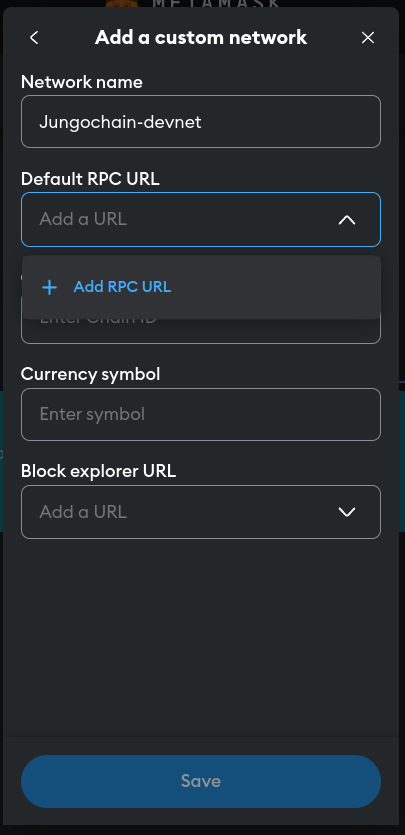 METAMASK
Add a custom network
Network name
Jungochain-devnet
Default RPC URL
Add a URL
Add RPC URL
Enter Chain ID
Currency symbol
Enter symbol
Block explorer URL
Add a URL
Save